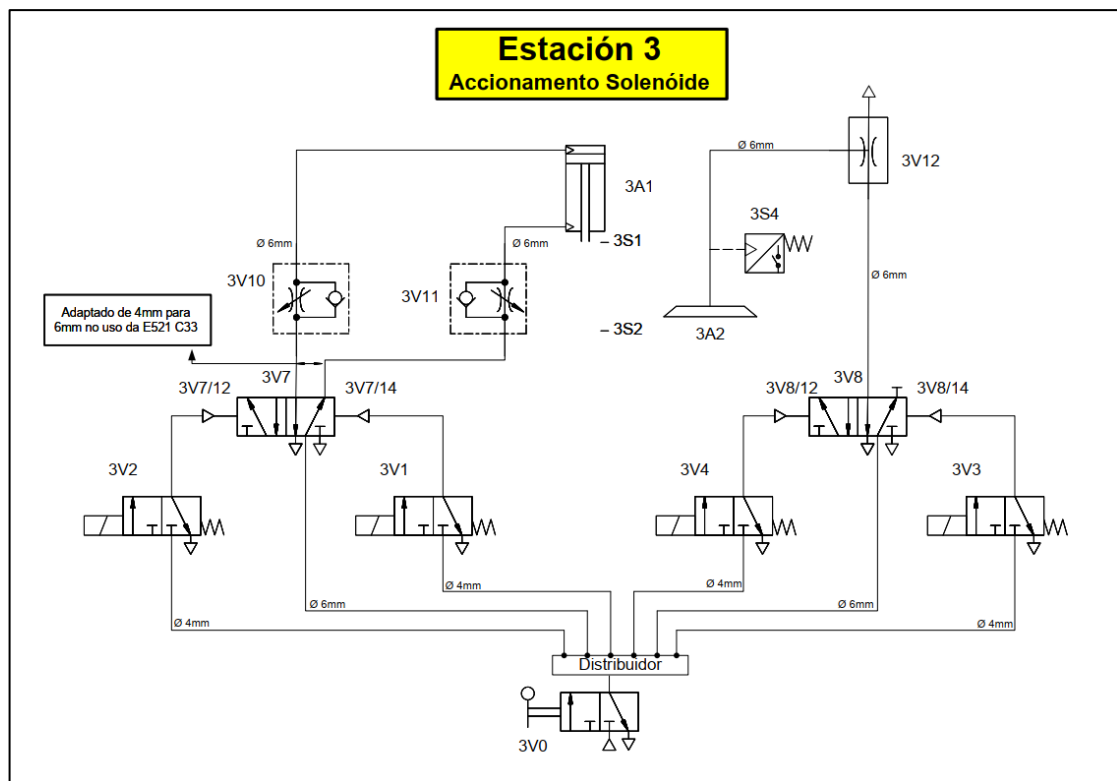 Estación 3
Accionamento Solenóide
Ø 6mm
3V12
3A1
3S4
– 3S1
Ø 6mm
Ø 6mm
Ø 6mm
3V10
3V11
Adaptado de 4mm para
6mm no uso da E521 C33
– 3S2
3A2
3V7/12
3V7
3V7/14
3V8/12
3V8
3V8/14
3V2
3V1
3V4
3V3
Ø 4mm
Ø 4mm
Ø 6mm
Ø 6mm
Ø 4mm
Ø 4mm
Distribuidor
3V0